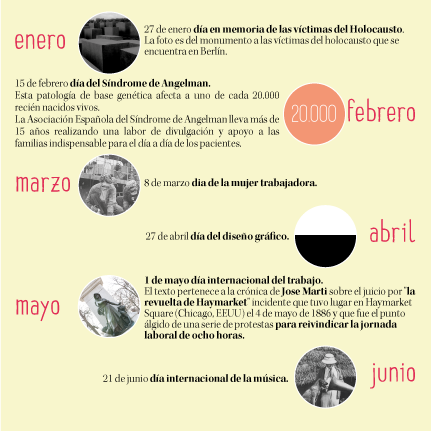 enero
27 de enero día en memoria de las víctimas del Holocausto.
La foto es del monumento a las víctimas del holocausto que se
encuentra en Berlín.
15 de febrero día del Síndrome de Angelman.
Esta patología de base genética afecta a uno de cada 20.000
recién nacidos vivos.
La Asociación Española del Síndrome de Angelman lleva más de
15 años realizando una labor de divulgación y apoyo a las
familias indispensable para el día a día de los pacientes.
20.000
febrero
marzo
8 de marzo dia de la mujer trabajadora.
27 de abril día del diseño gráfico.
abril
mayo
1 de mayo día internacional del trabajo.
El texto pertenece a la crónica de Jose Marti sobre el juicio por "la
revuelta de Haymarket" incidente que tuvo lugar en Haymarket
Square (Chicago, EEUU) el 4 de mayo de 1886 y que fue el punto
álgido de una serie de protestas para reivindicar la jornada
laboral de ocho horas.
21 de junio día internacional de la música.
junio